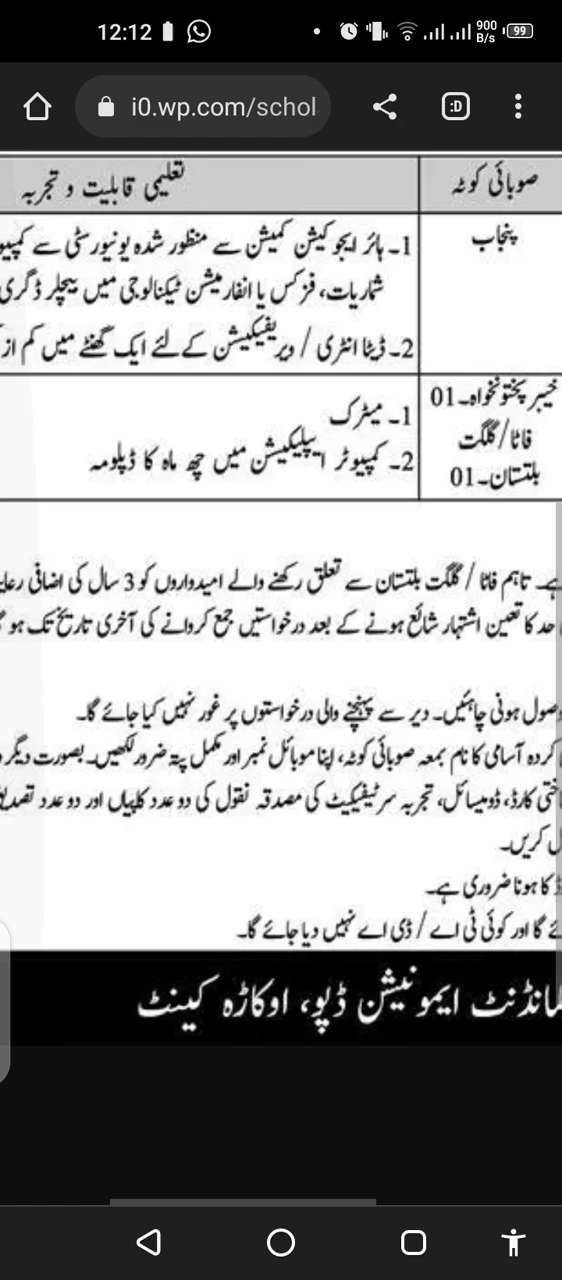 12:12
900 B/s
99
i0.wp.com/schol
:D
صوبائی کوٹہ
تعلیمی قابلیت و تجربہ
پنجاب
1۔ ہائر ایجوکیشن کمیشن سے منظور شدہ یونیورسٹی سے
شماریات، فزکس یا انفارمیشن ٹیکنالوجی میں بیچلر ڈگری
2۔ ڈیٹا انٹری / ویریفیکیشن کے لئے ایک گھنٹے میں کم از
خیبر پختونخواہ۔01
فاٹا/گلگت
بلتستان۔01
1۔ میٹرک
2۔ کمپیوٹر ایپلیکیشن میں چھ ماہ کا ڈپلومہ
ہے۔ تاہم فاٹا / گلگت بلتستان سے تعلق رکھنے والے امیدواروں کو 3 سال کی اضافی
حد کا تعین اشتہار شائع ہونے کے بعد درخواستیں جمع کروانے کی آخری تاریخ تک ہو
وصول ہونی چاہئیں۔ دیر سے پہنچنے والی درخواستوں پر غور نہیں کیا جائے گا۔
کردہ آسامی کا نام بمعہ صوبائی کوٹہ، اپنا موبائل نمبر اور مکمل پتہ ضرور لکھیں۔ بصورت دیگر
کارڈ، ڈومیسائل، تجربہ سرٹیفکیٹ کی مصدقہ نقول کی دو عدد کاپیاں اور دو عدد
کریں۔
کا ہونا ضروری ہے۔
گا اور کوئی ٹی اے / ڈی اے نہیں دیا جائے گا۔
ایمونیشن ڈپو، اوکاڑہ کینٹ